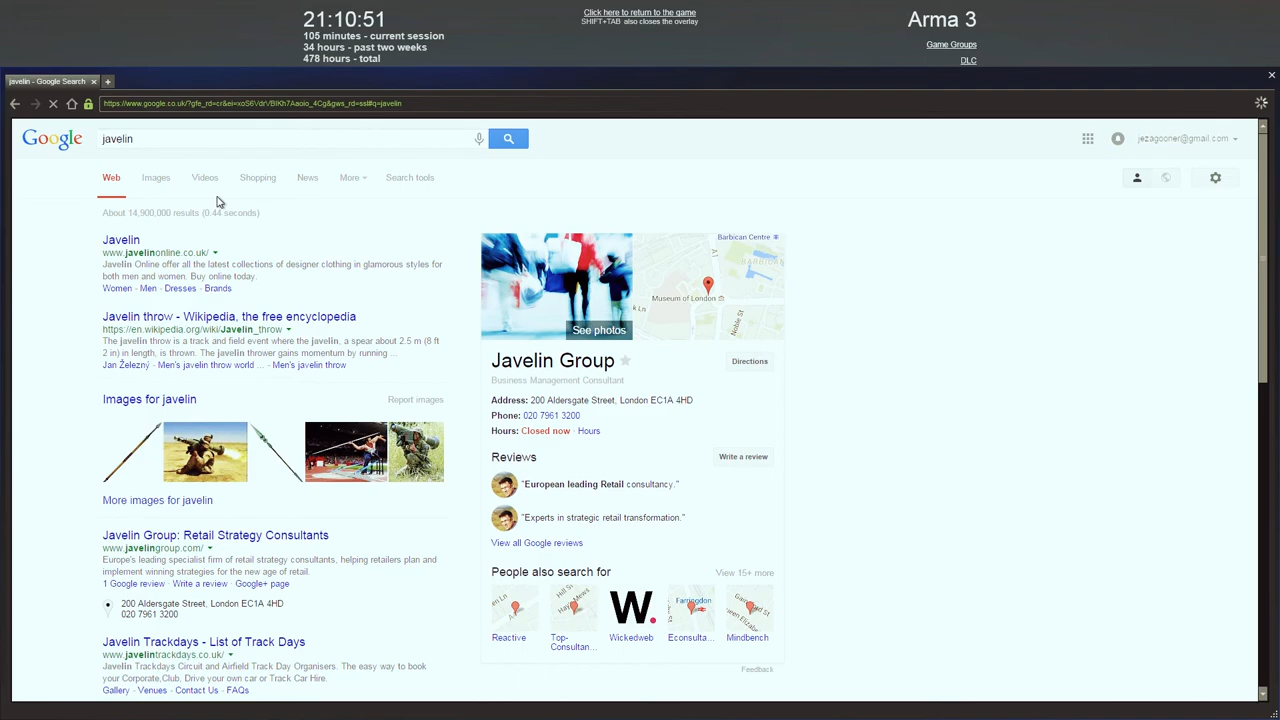 21:10:51
105 minutes - current session
34 hours - past two weeks
478 hours - total
Click here to return to the game
SHIFT+TAB also closes the overlay
Arma 3
Game Groups
DLC
javelin - Google Search
Google
javelin
jezagooner@gmail.com
Web Images Videos Shopping News More Search tools
About 14,900,000 results (0.44 seconds)
Javelin
www.javelinonline.co.uk/
Javelin Online offer all the latest collections of designer clothing in glamorous styles for
both men and women. Buy online today.
Women - Men - Dresses - Brands
Javelin throw - Wikipedia, the free encyclopedia
https://en.wikipedia.org/wiki/Javelin_throw
The javelin throw is a track and field event where the javelin, a spear about 2.5 m (8 ft
2 in) in length, is thrown. The javelin thrower gains momentum by running ...
Jan Železný - Men's javelin throw world ... - Men's javelin throw
Images for javelin
Report images
More images for javelin
Javelin Group: Retail Strategy Consultants
www.javelingroup.com/
Europe's leading specialist firm of retail strategy consultants, helping retailers plan and
implement winning strategies for the new age of retail.
1 Google review · Write a review · Google+ page
200 Aldersgate Street, London EC1A 4HD
020 7961 3200
Javelin Trackdays - List of Track Days
www.javelintrackdays.co.uk/
Javelin Trackdays Circuit and Airfield Track Day Organisers. The easy way to book
your Corporate,Club, Drive your own car or Track Car Hire.
Gallery - Venues - Contact Us - FAQs
Barbican Centre
A1
Museum of London
Noble St
See photos
Javelin Group
Directions
Business Management Consultant
Address: 200 Aldersgate Street, London EC1A 4HD
Phone: 020 7961 3200
Hours: Closed now · Hours
Reviews
Write a review
"European leading Retail consultancy."
"Experts in strategic retail transformation."
View all Google reviews
People also search for
View 15+ more
W.
Farringdon
Reactive
Top-
Consultan...
Wickedweb
Econsulta...
Mindbench
Feedback